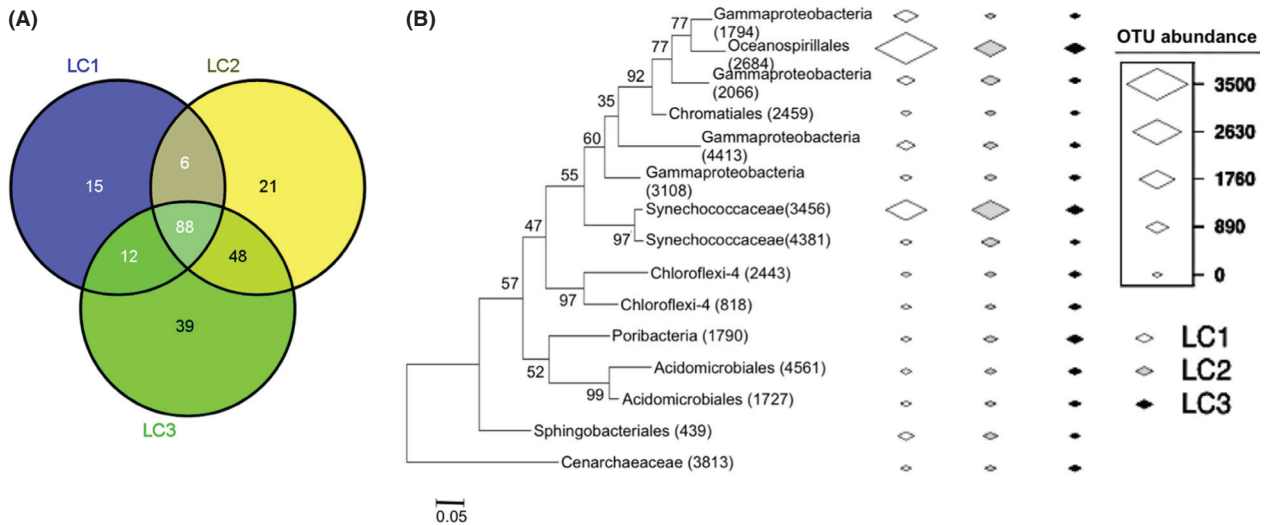 (A)
LC1
LC2
15
6
21
88
12
48
39
LC3
(B)
77
Gammaproteobacteria
(1794)
77
Oceanospirillales
(2684)
92
Gammaproteobacteria
(2066)
35
Chromatiales (2459)
60
Gammaproteobacteria
(4413)
55
Gammaproteobacteria
(3108)
47
Synechococcaceae(3456)
97
Synechococcaceae(4381)
57
Chloroflexi-4 (2443)
97
Chloroflexi-4 (818)
Poribacteria (1790)
52
Acidomicrobiales (4561)
99
Acidomicrobiales (1727)
Sphingobacteriales (439)
Cenarchaeaceae (3813)
0.05
OTU abundance
3500
2630
1760
890
0
LC1
LC2
LC3